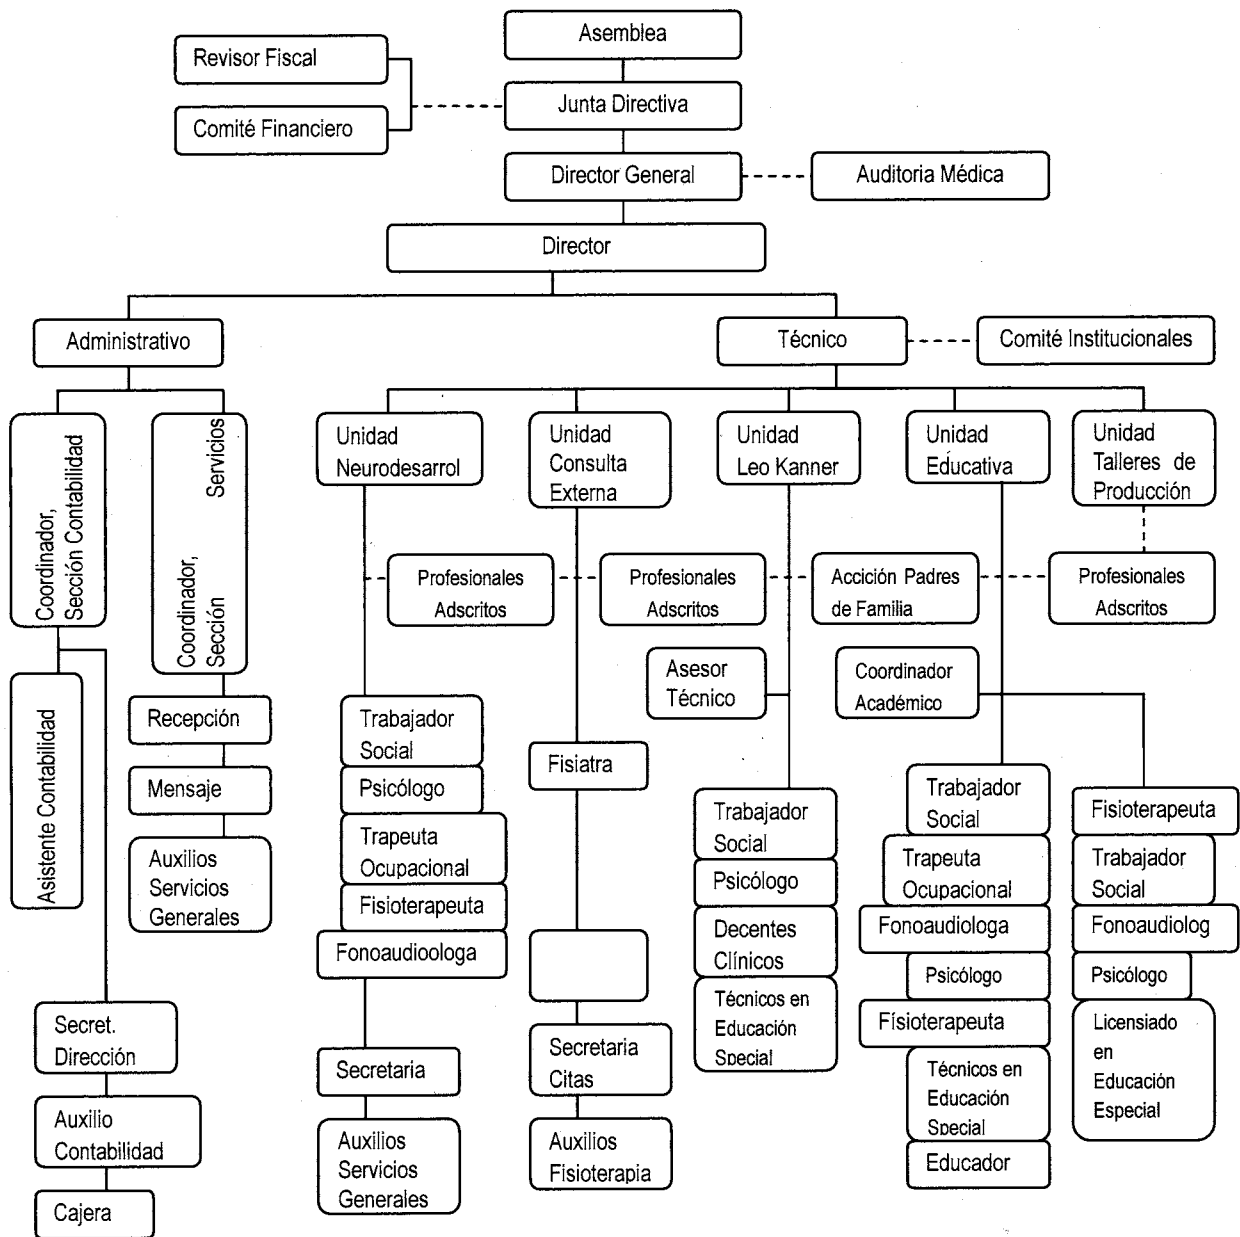 Asemblea
Revisor Fiscal
Junta Directiva
Comité Financiero
Director General
Auditoria Médica
Director
Administrativo
Técnico
Comité Institucionales
Coordinador,
Sección Contabilidad
Coordinador, Servicios
Sección
Unidad
Neurodesarrol
Unidad
Consulta
Externa
Unidad
Leo Kanner
Unidad
Educativa
Unidad
Talleres de
Producción
Profesionales
Adscritos
Profesionales
Adscritos
Accición Padres
de Familia
Profesionales
Adscritos
Asesor
Técnico
Coordinador
Académico
Asistente Contabilidad
Recepción
Mensaje
Auxilios
Servicios
Generales
Secret.
Dirección
Auxilio
Contabilidad
Cajera
Trabajador
Social
Psicólogo
Trapeuta
Ocupacional
Fisioterapeuta
Fonoaudioologa
Secretaria
Auxilios
Servicios
Generales
Fisiatra
Secretaria
Citas
Auxilios
Fisioterapia
Trabajador
Social
Psicólogo
Decentes
Clínicos
Técnicos en
Educación
Special
Trabajador
Social
Trapeuta
Ocupacional
Fonoaudiologa
Psicólogo
Físioterapeuta
Técnicos en
Educación
Special
Educador
Fisioterapeuta
Trabajador
Social
Fonoaudiolog
Psicólogo
Licensiado
en
Educación
Especial